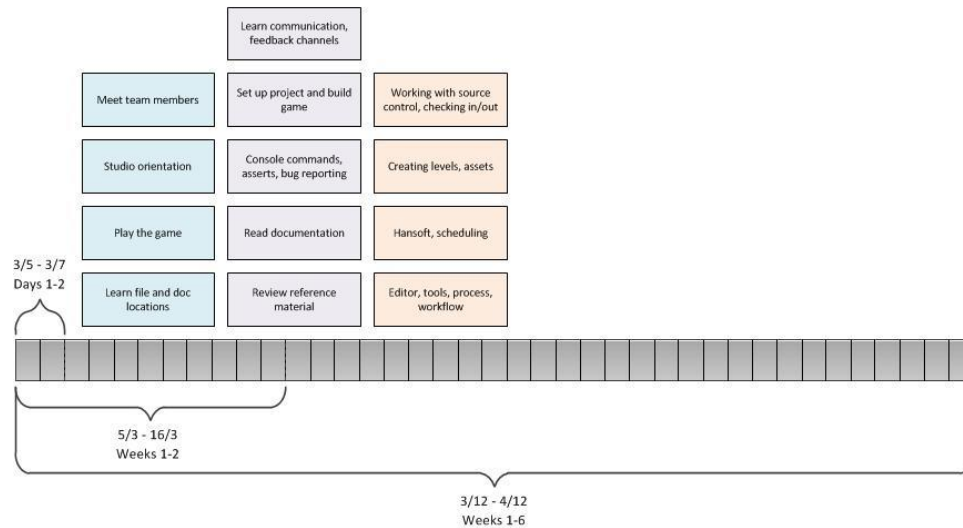 Learn communication,
feedback channels
Meet team members
Set up project and build
game
Working with source
control, checking in/out
Studio orientation
Console commands,
asserts, bug reporting
Creating levels, assets
Play the game
Read documentation
Hansoft, scheduling
3/5 - 3/7
Days 1-2
Learn file and doc
locations
Review reference
material
Editor, tools, process,
workflow
5/3 - 16/3
Weeks 1-2
3/12 - 4/12
Weeks 1-6